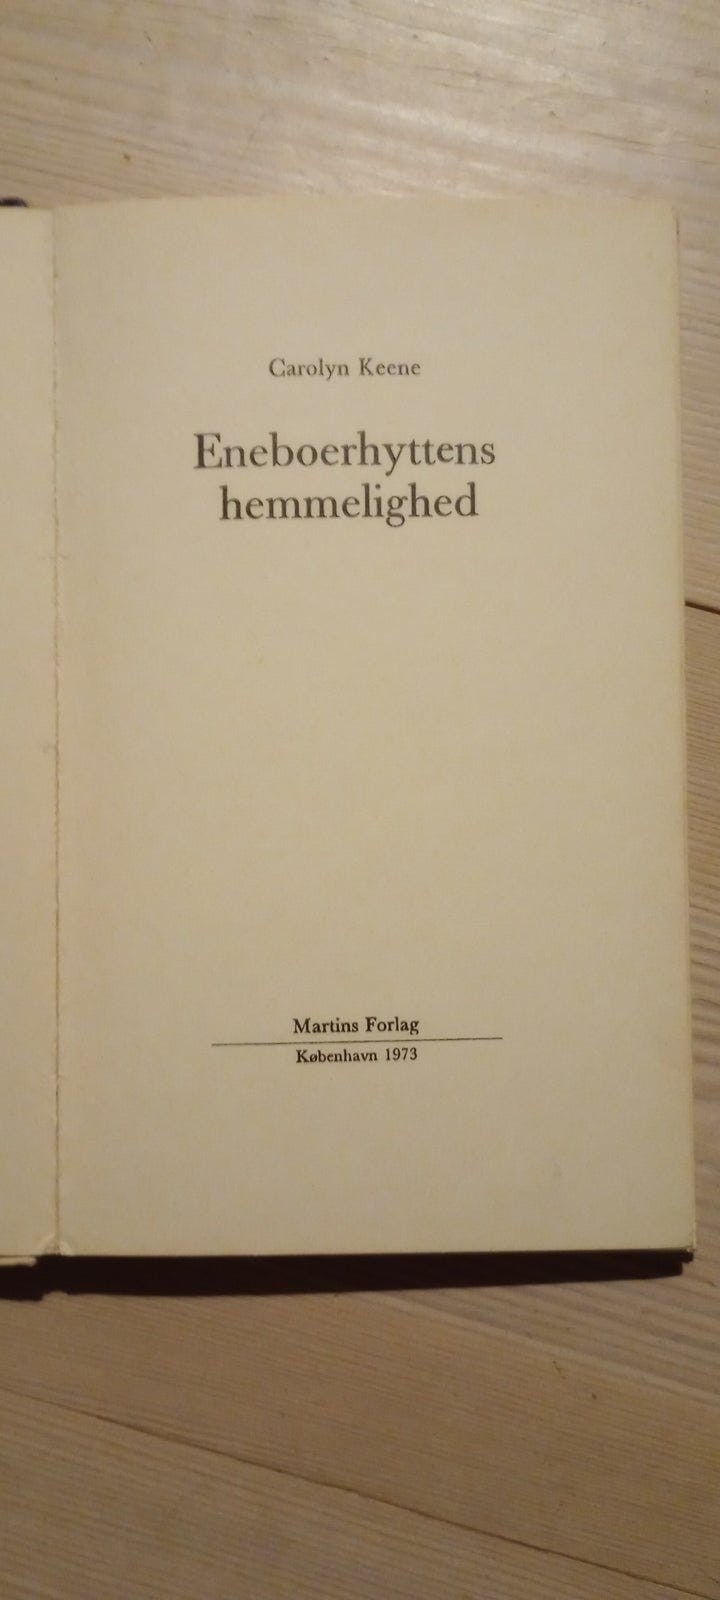 Carolyn Keene
Eneboerhyttens
hemmelighed
Martins Forlag
København 1973